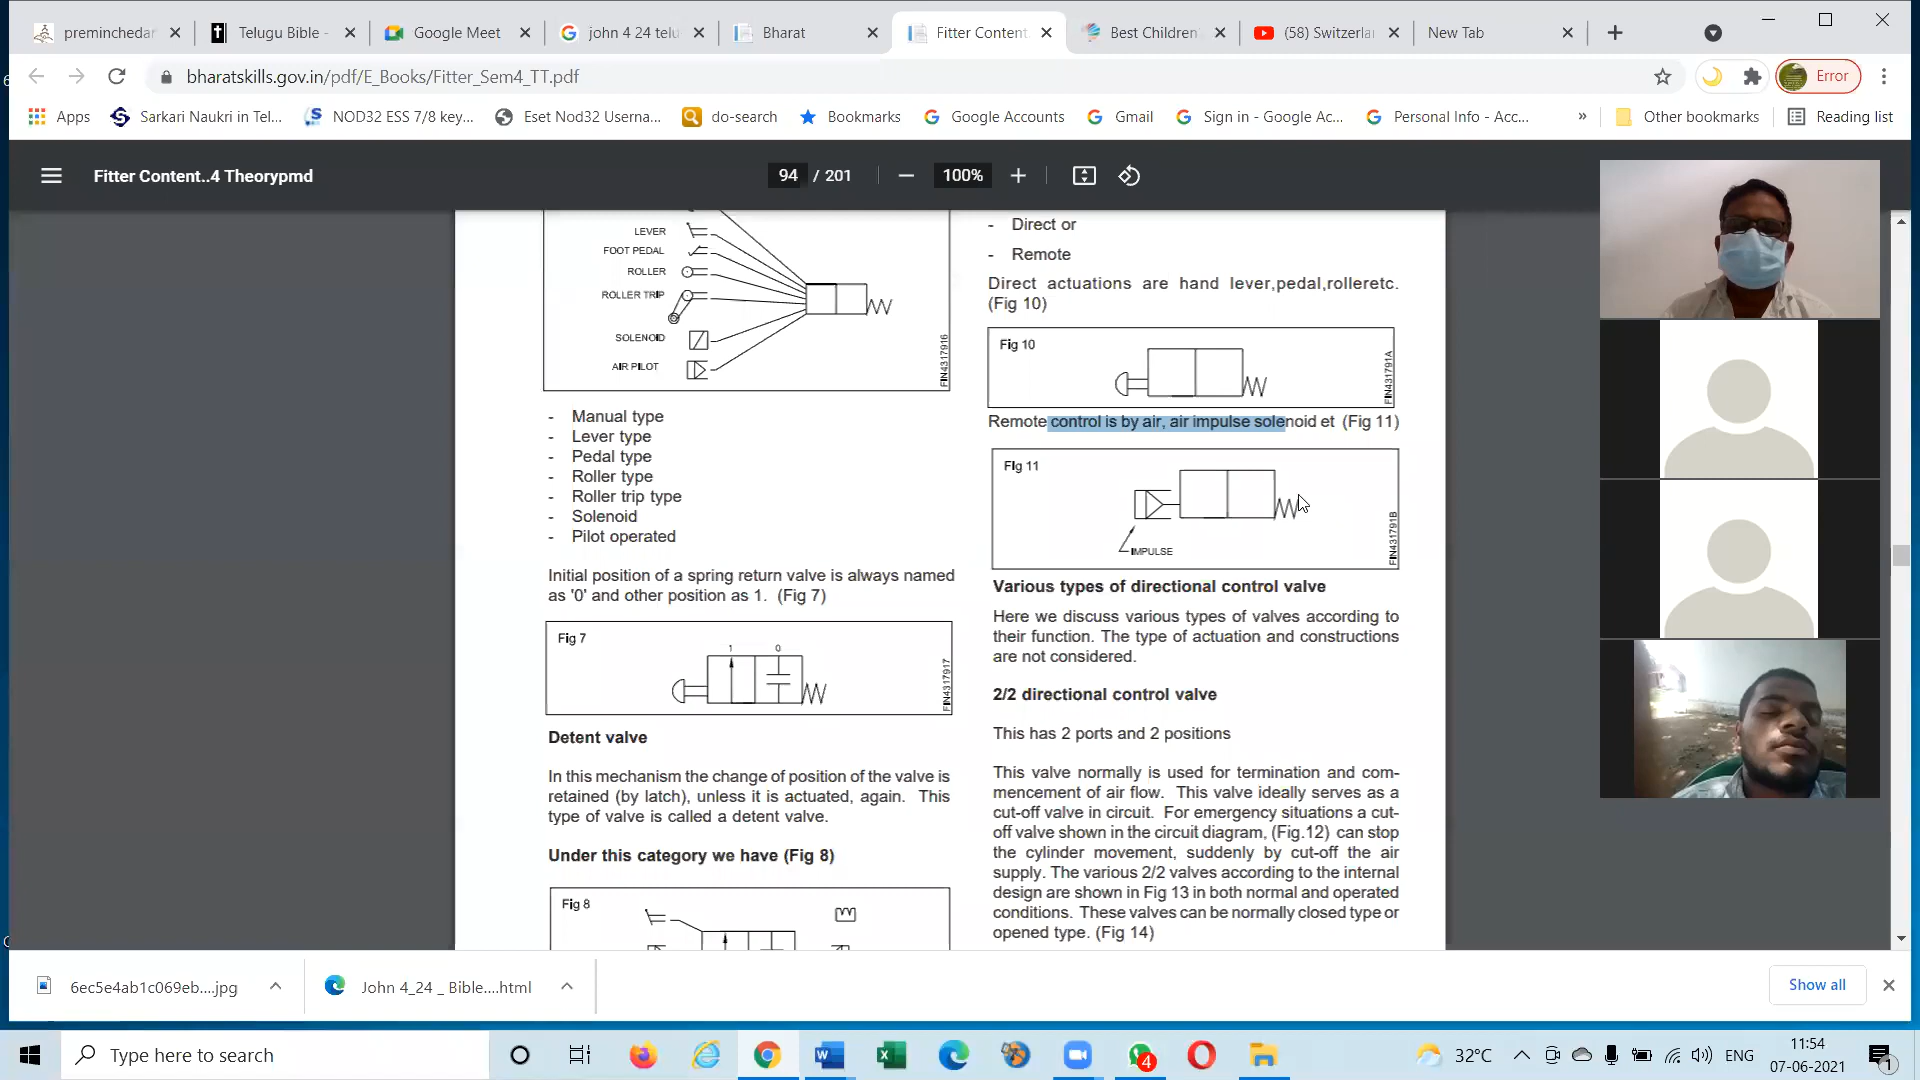 preminchedar
Telugu Bible -
Google Meet
john 4 24 telu
Bharat
Fitter Content.
Best Children'
(58) Switzerla
New Tab
bharatskills.gov.in/pdf/E_Books/Fitter_Sem4_TT.pdf
Error
Apps
Sarkari Naukri in Tel...
NOD32 ESS 7/8 key...
Eset Nod32 Userna...
do-search
Bookmarks
Google Accounts
Gmail
Sign in - Google Ac...
Personal Info - Acc...
»
Other bookmarks
Reading list
Fitter Content..4 Theorypmd
94 / 201
100%
LEVER
FOOT PEDAL
ROLLER
ROLLER TRIP
SOLENOID
AIR PILOT
FIN4317916
- Manual type
- Lever type
- Pedal type
- Roller type
- Roller trip type
- Solenoid
- Pilot operated
Initial position of a spring return valve is always named
as '0' and other position as 1. (Fig 7)
Fig 7
1 0
FIN4317917
Detent valve
In this mechanism the change of position of the valve is
retained (by latch), unless it is actuated, again. This
type of valve is called a detent valve.
Under this category we have (Fig 8)
Fig 8
- Direct or
- Remote
Direct actuations are hand lever,pedal,rolleretc.
(Fig 10)
Fig 10
FIN431791A
Remote control is by air, air impulse solenoid et (Fig 11)
Fig 11
IMPULSE
FIN431791B
Various types of directional control valve
Here we discuss various types of valves according to
their function. The type of actuation and constructions
are not considered.
2/2 directional control valve
This has 2 ports and 2 positions
This valve normally is used for termination and com-
mencement of air flow. This valve ideally serves as a
cut-off valve in circuit. For emergency situations a cut-
off valve shown in the circuit diagram, (Fig.12) can stop
the cylinder movement, suddenly by cut-off the air
supply. The various 2/2 valves according to the internal
design are shown in Fig 13 in both normal and operated
conditions. These valves can be normally closed type or
opened type. (Fig 14)
6ec5e4ab1c069eb....jpg
John 4_24 _ Bible....html
Show all
Type here to search
4
32°C
ENG
11:54
07-06-2021
1